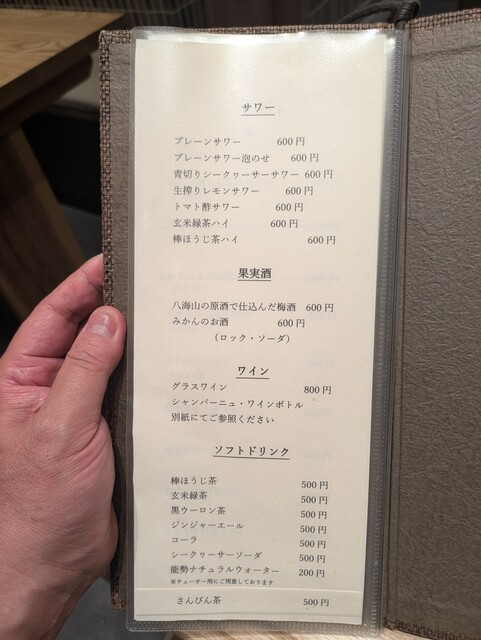 サワー
プレーンサワー 600円
プレーンサワー泡のせ 600円
青切りシークヮーサーサワー 600円
生搾りレモンサワー 600円
トマト酢サワー 600円
玄米緑茶ハイ 600円
棒ほうじ茶ハイ 600円
果実酒
八海山の原酒で仕込んだ梅酒 600円
みかんのお酒 600円
（ロック・ソーダ）
ワイン
グラスワイン 800円
シャンパーニュ・ワインボトル
別紙にてご参照ください
ソフトドリンク
棒ほうじ茶 500円
玄米緑茶 500円
黒ウーロン茶 500円
ジンジャーエール 500円
コーラ 500円
シークヮーサーソーダ 500円
能勢ナチュラルウォーター 200円
※チェーサー用にご用意しております
さんぴん茶 500円